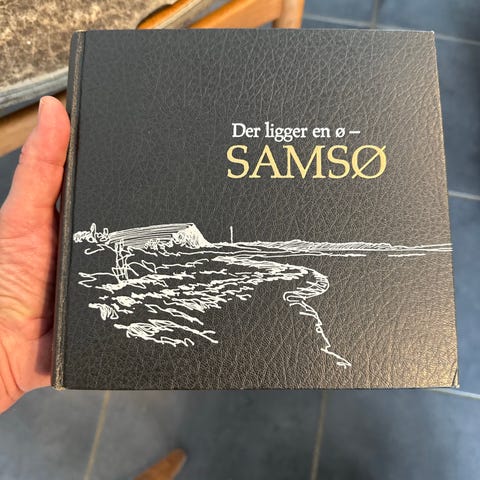 Der ligger en ø –
SAMSØ